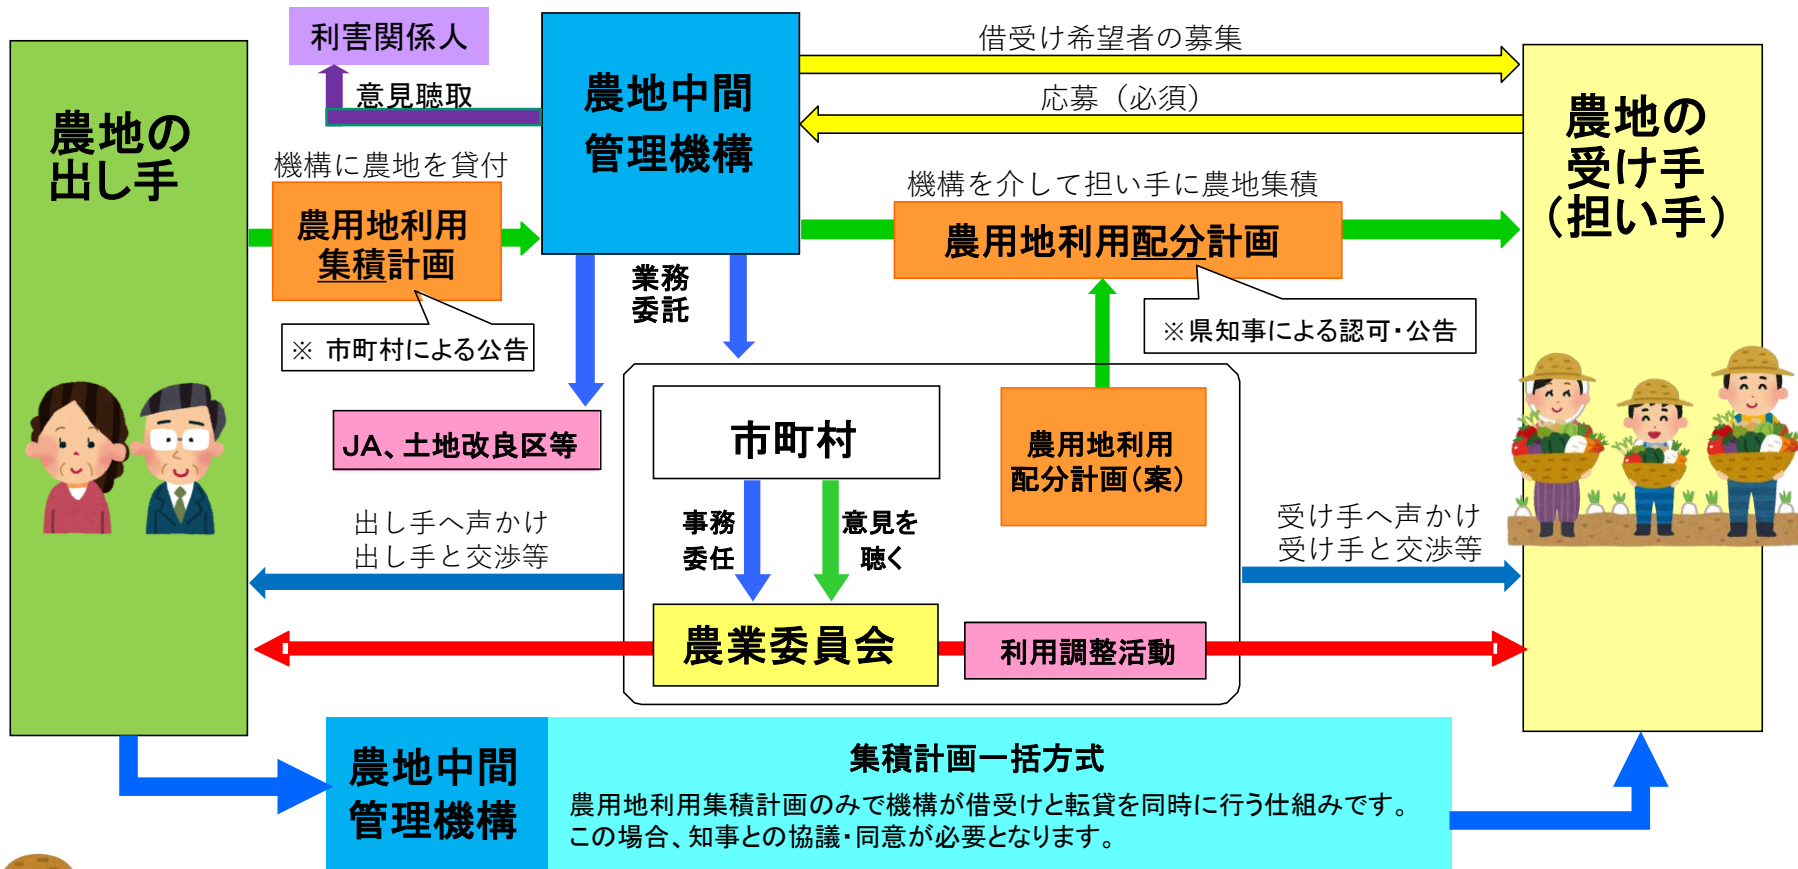 利害関係人
意見聴取
農地の
出し手
農地中間
管理機構
借受け希望者の募集
応募（必須）
農地の
受け手
（担い手）
機構に農地を貸付
農用地利用
集積計画
※ 市町村による公告
機構を介して担い手に農地集積
農用地利用配分計画
※県知事による認可・公告
業務
委託
JA、土地改良区等
市町村
農用地利用
配分計画（案）
事務
委任
意見を
聴く
出し手へ声かけ
出し手と交渉等
受け手へ声かけ
受け手と交渉等
農業委員会
利用調整活動
農地中間
管理機構
集積計画一括方式
農用地利用集積計画のみで機構が借受けと転貸を同時に行う仕組みです。
この場合、知事との協議・同意が必要となります。